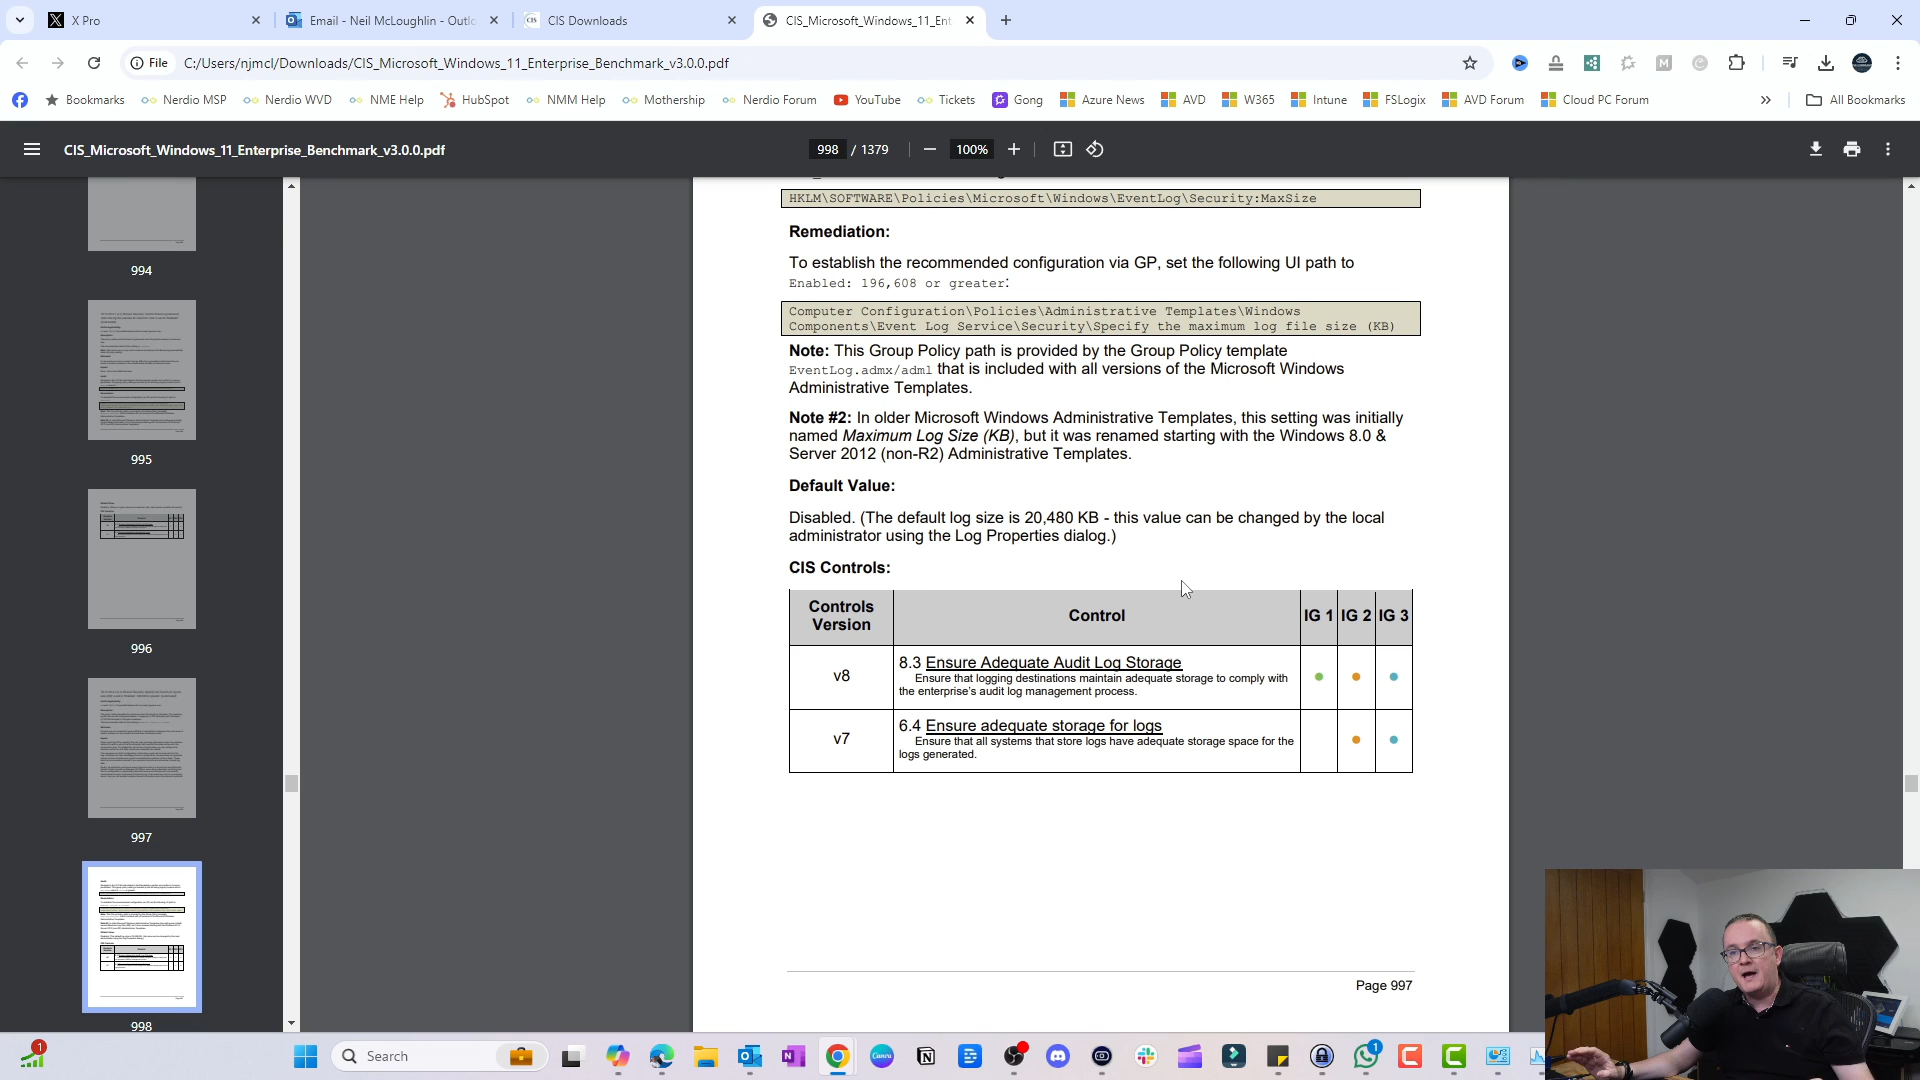 X Pro
Email - Neil McLoughlin - Outlo
CIS Downloads
CIS_Microsoft_Windows_11_Ent
File
C:/Users/njmcl/Downloads/CIS_Microsoft_Windows_11_Enterprise_Benchmark_v3.0.0.pdf
Bookmarks
Nerdio MSP
Nerdio WVD
NME Help
HubSpot
NMM Help
Mothership
Nerdio Forum
YouTube
Tickets
Gong
Azure News
AVD
W365
Intune
FSLogix
AVD Forum
Cloud PC Forum
All Bookmarks
CIS_Microsoft_Windows_11_Enterprise_Benchmark_v3.0.0.pdf
998 / 1379
100%
994
995
996
997
998
HKLM\SOFTWARE\Policies\Microsoft\Windows\EventLog\Security:MaxSize
Remediation:
To establish the recommended configuration via GP, set the following UI path to
Enabled: 196,608 or greater:
Computer Configuration\Policies\Administrative Templates\Windows
Components\Event Log Service\Security\Specify the maximum log file size (KB)
Note: This Group Policy path is provided by the Group Policy template
EventLog.admx/adml that is included with all versions of the Microsoft Windows
Administrative Templates.
Note #2: In older Microsoft Windows Administrative Templates, this setting was initially
named Maximum Log Size (KB), but it was renamed starting with the Windows 8.0 &
Server 2012 (non-R2) Administrative Templates.
Default Value:
Disabled. (The default log size is 20,480 KB - this value can be changed by the local
administrator using the Log Properties dialog.)
CIS Controls:
Controls
Version
Control
IG 1
IG 2
IG 3
v8
8.3 Ensure Adequate Audit Log Storage
Ensure that logging destinations maintain adequate storage to comply with
the enterprise's audit log management process.
v7
6.4 Ensure adequate storage for logs
Ensure that all systems that store logs have adequate storage space for the
logs generated.
Page 997
1
Search
Canva
1